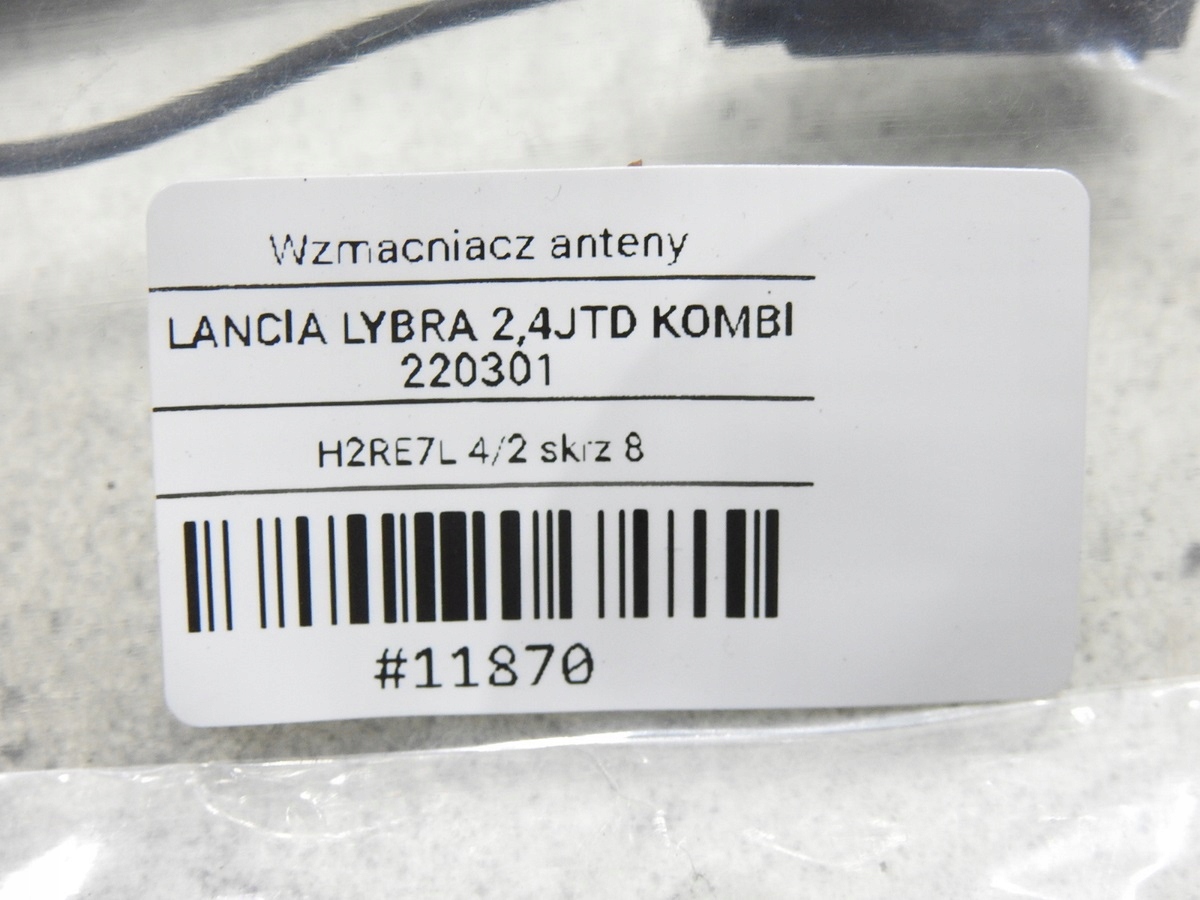 Wzmacniacz anteny
LANCIA LYBRA 2,4JTD KOMBI
220301
H2RE7L 4/2 skrz 8
#11870